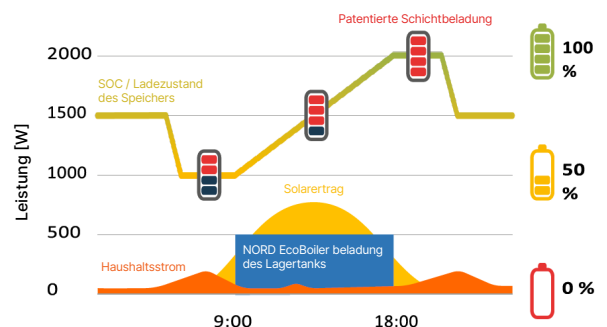 Patentierte Schichtbeladung
2000
100
%
SOC / Ladezustand
des Speichers
1500
Leistung [W]
1000
50
%
Solarertrag
500
NORD EcoBoiler beladung
des Lagertanks
Haushaltsstrom
0
0 %
9:00
18:00